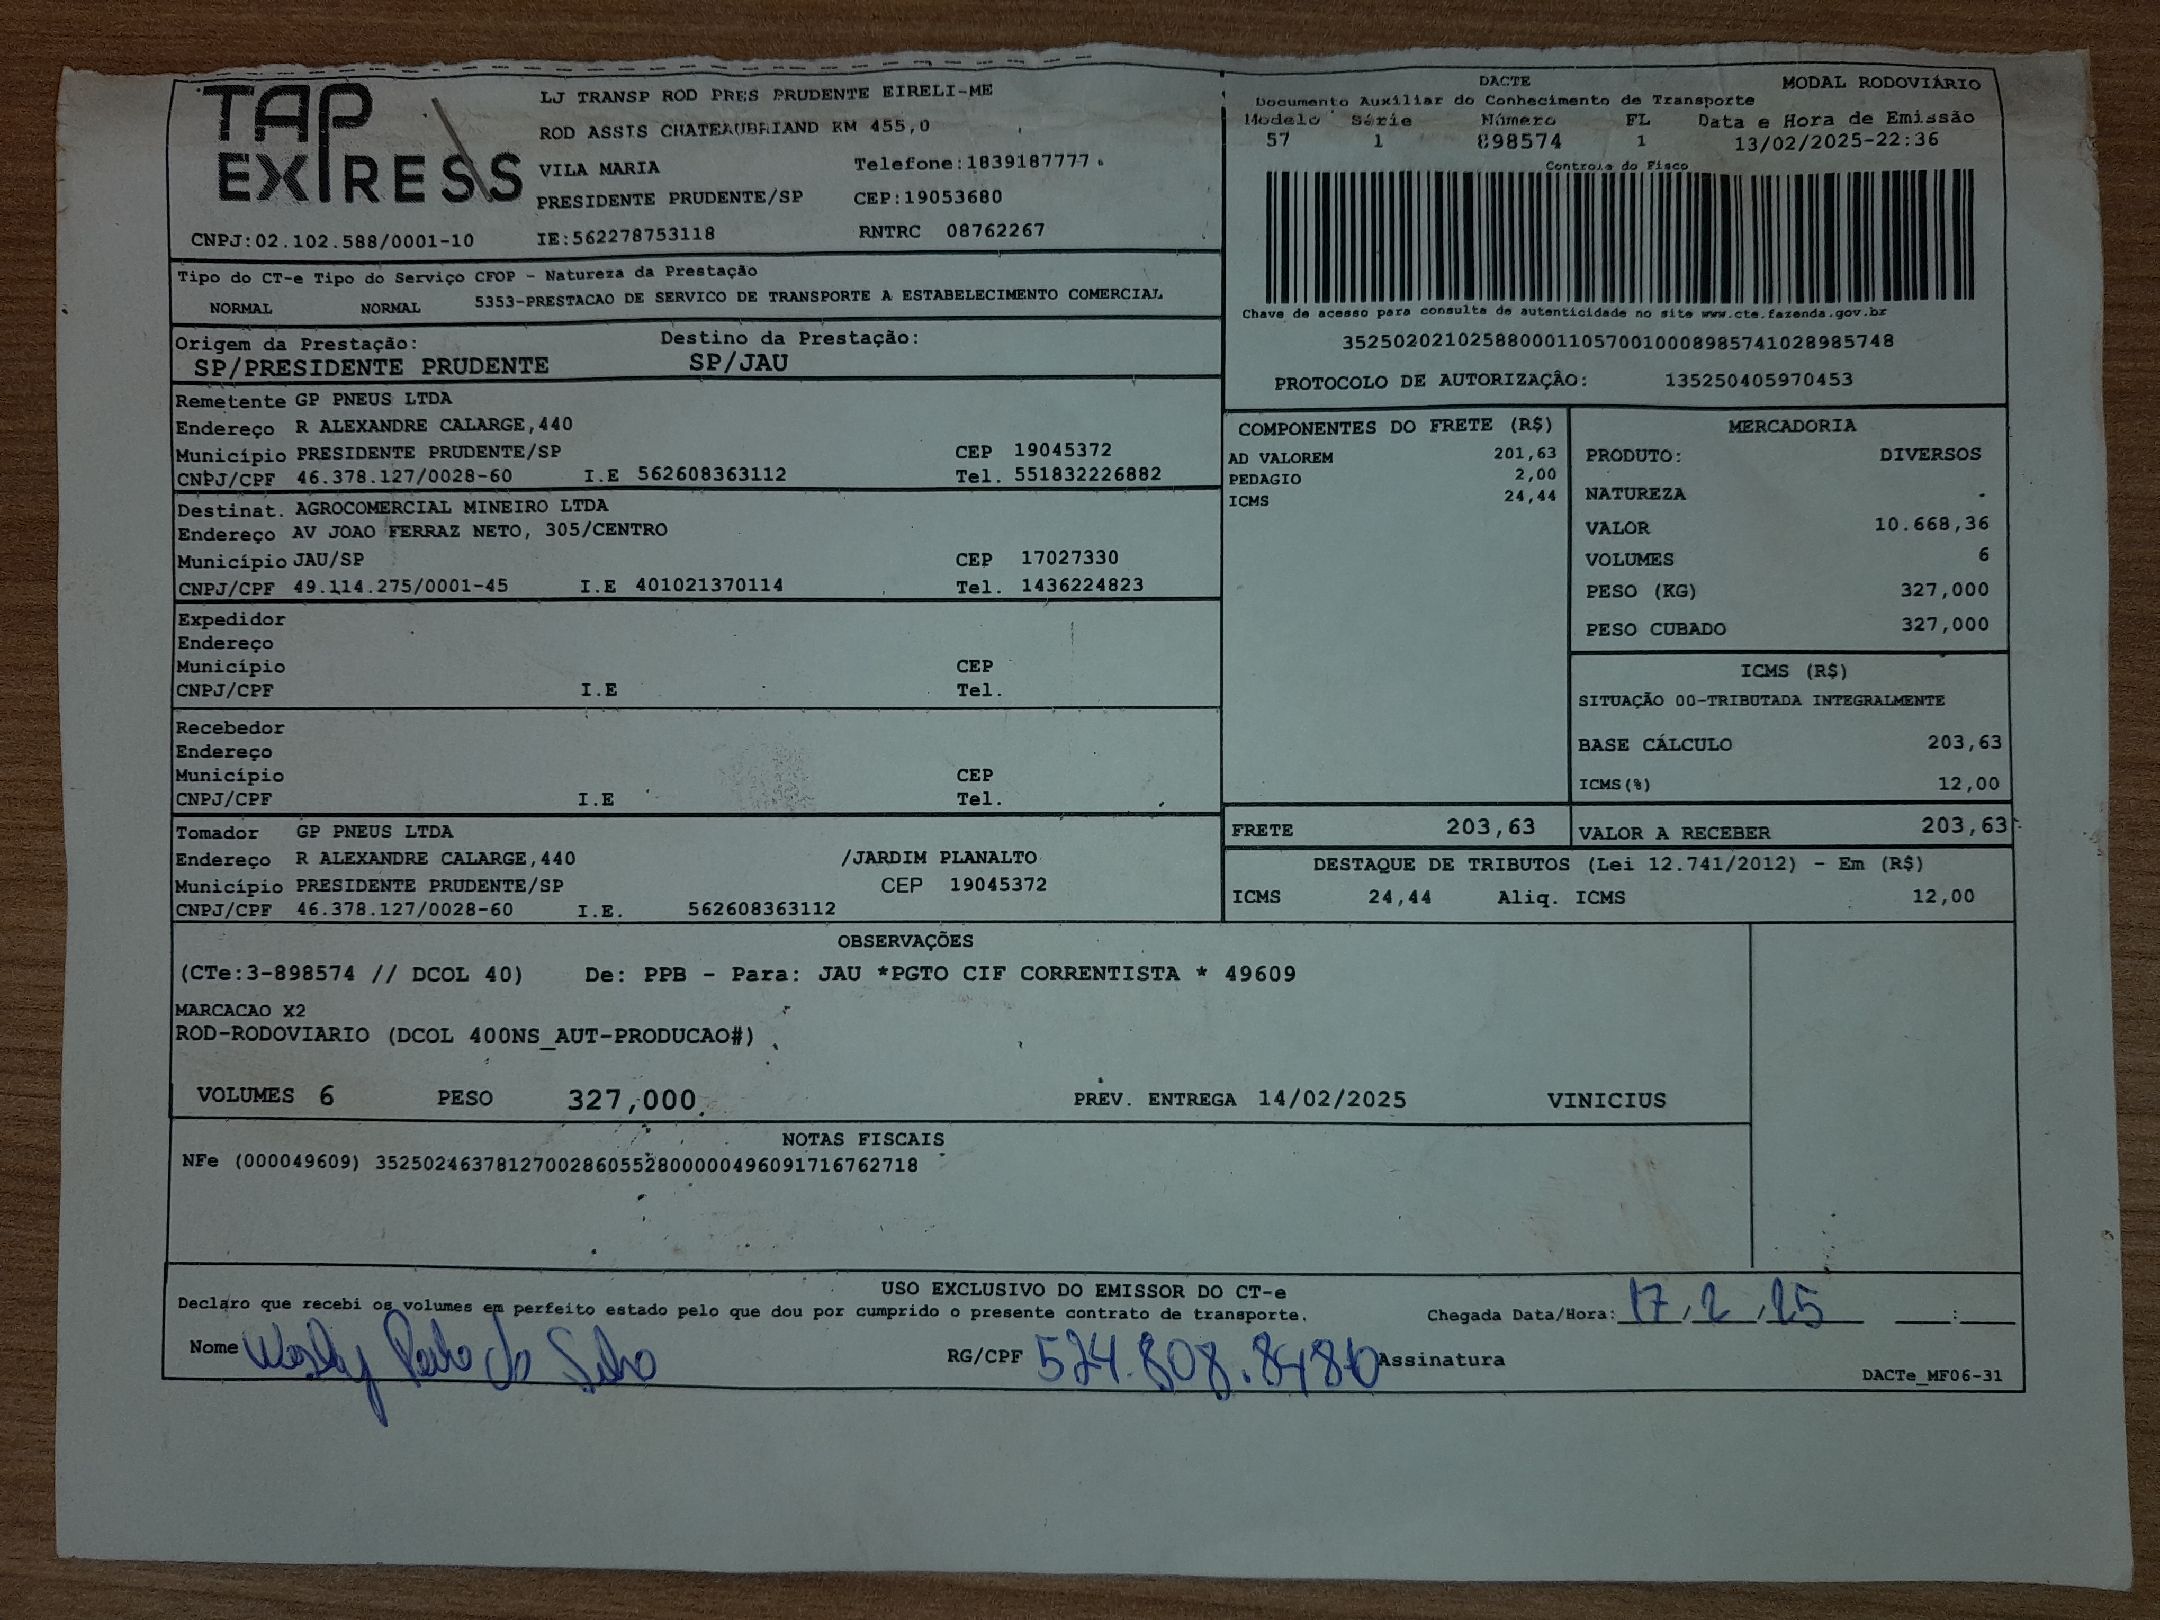 TAP EXPRESS
LJ TRANSP ROD PRES PRUDENTE EIRELI-ME
ROD ASSIS CHATEAUBRIAND KM 455,0
VILA MARIA Telefone:1839187777
PRESIDENTE PRUDENTE/SP CEP:19053680
CNPJ:02.102.588/0001-10 IE:562278753118 RNTRC 08762267
DACTE MODAL RODOVIÁRIO
Documento Auxiliar do Conhecimento de Transporte
Modelo Série Número FL Data e Hora de Emissão
57 1 898574 1 13/02/2025-22:36
Controle do Fisco
Chave de acesso para consulta de autenticidade no site www.cte.fazenda.gov.br
35250202102588000110570010008985741028985748
PROTOCOLO DE AUTORIZAÇÃO: 135250405970453
Tipo do CT-e Tipo do Serviço CFOP - Natureza da Prestação
NORMAL NORMAL 5353-PRESTACAO DE SERVICO DE TRANSPORTE A ESTABELECIMENTO COMERCIAL
Origem da Prestação: Destino da Prestação:
SP/PRESIDENTE PRUDENTE SP/JAU
Remetente GP PNEUS LTDA
Endereço R ALEXANDRE CALARGE,440
Município PRESIDENTE PRUDENTE/SP CEP 19045372
CNPJ/CPF 46.378.127/0028-60 I.E 562608363112 Tel. 551832226882
Destinat. AGROCOMERCIAL MINEIRO LTDA
Endereço AV JOAO FERRAZ NETO, 305/CENTRO
Município JAU/SP CEP 17027330
CNPJ/CPF 49.114.275/0001-45 I.E 401021370114 Tel. 1436224823
Expedidor
Endereço
Município CEP
CNPJ/CPF I.E Tel.
Recebedor
Endereço
Município CEP
CNPJ/CPF I.E Tel.
Tomador GP PNEUS LTDA
Endereço R ALEXANDRE CALARGE,440 /JARDIM PLANALTO
Município PRESIDENTE PRUDENTE/SP CEP 19045372
CNPJ/CPF 46.378.127/0028-60 I.E. 562608363112
COMPONENTES DO FRETE (R$)
AD VALOREM 201,63
PEDAGIO 2,00
ICMS 24,44
MERCADORIA
PRODUTO: DIVERSOS
NATUREZA .
VALOR 10.668,36
VOLUMES 6
PESO (KG) 327,000
PESO CUBADO 327,000
ICMS (R$)
SITUAÇÃO 00-TRIBUTADA INTEGRALMENTE
BASE CÁLCULO 203,63
ICMS(%) 12,00
FRETE 203,63 VALOR A RECEBER 203,63
DESTAQUE DE TRIBUTOS (Lei 12.741/2012) - Em (R$)
ICMS 24,44 Aliq. ICMS 12,00
OBSERVAÇÕES
(CTe:3-898574 // DCOL 40) De: PPB - Para: JAU *PGTO CIF CORRENTISTA * 49609
MARCACAO X2
ROD-RODOVIARIO (DCOL 400NS_AUT-PRODUCAO#)
VOLUMES 6 PESO 327,000 PREV. ENTREGA 14/02/2025 VINICIUS
NOTAS FISCAIS
NFe (000049609) 35250246378127002860552800000496091716762718
USO EXCLUSIVO DO EMISSOR DO CT-e
Declaro que recebi os volumes em perfeito estado pelo que dou por cumprido o presente contrato de transporte. Chegada Data/Hora: 17/2/25 :
Nome da Silva RG/CPF 574.808.8480 Assinatura
DACTe_MF06-31